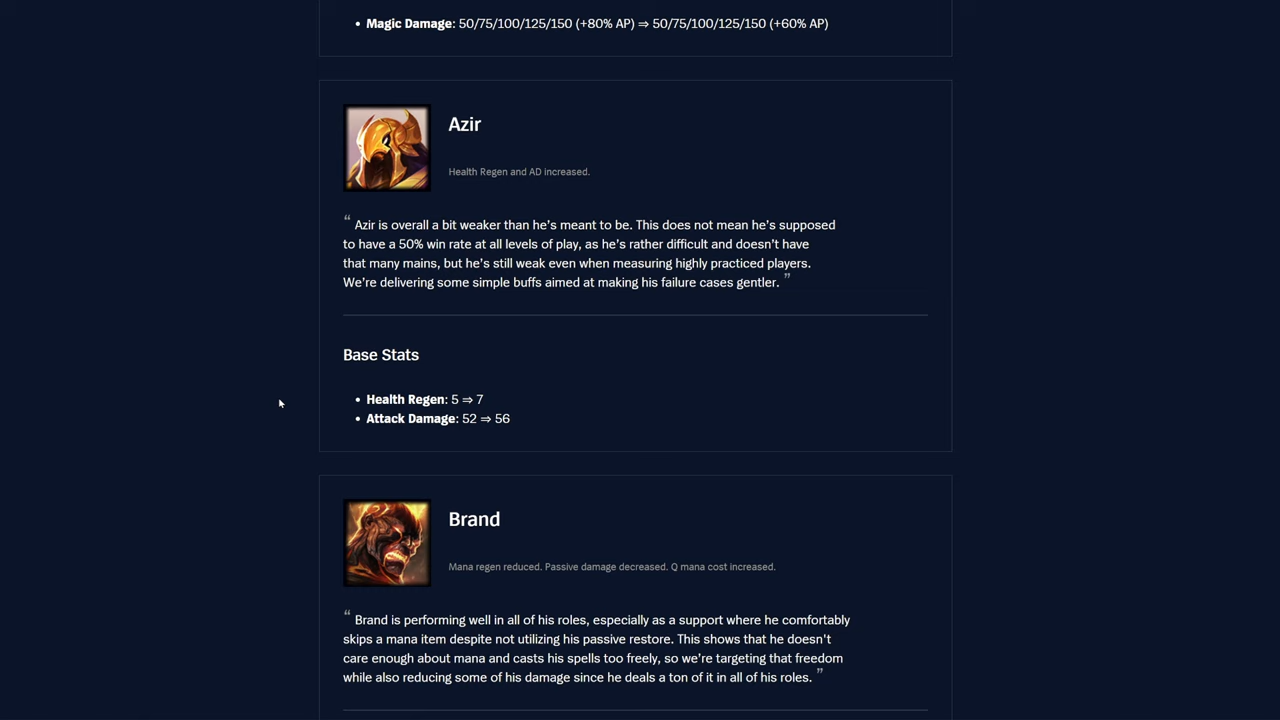 • Magic Damage: 50/75/100/125/150 (+80% AP) ⇒ 50/75/100/125/150 (+60% AP)
Azir
Health Regen and AD increased.
“ Azir is overall a bit weaker than he’s meant to be. This does not mean he’s supposed
to have a 50% win rate at all levels of play, as he’s rather difficult and doesn’t have
that many mains, but he’s still weak even when measuring highly practiced players.
We’re delivering some simple buffs aimed at making his failure cases gentler. ”
Base Stats
• Health Regen: 5 ⇒ 7
• Attack Damage: 52 ⇒ 56
Brand
Mana regen reduced. Passive damage decreased. Q mana cost increased.
“ Brand is performing well in all of his roles, especially as a support where he comfortably
skips a mana item despite not utilizing his passive restore. This shows that he doesn't
care enough about mana and casts his spells too freely, so we’re targeting that freedom
while also reducing some of his damage since he deals a ton of it in all of his roles. ”